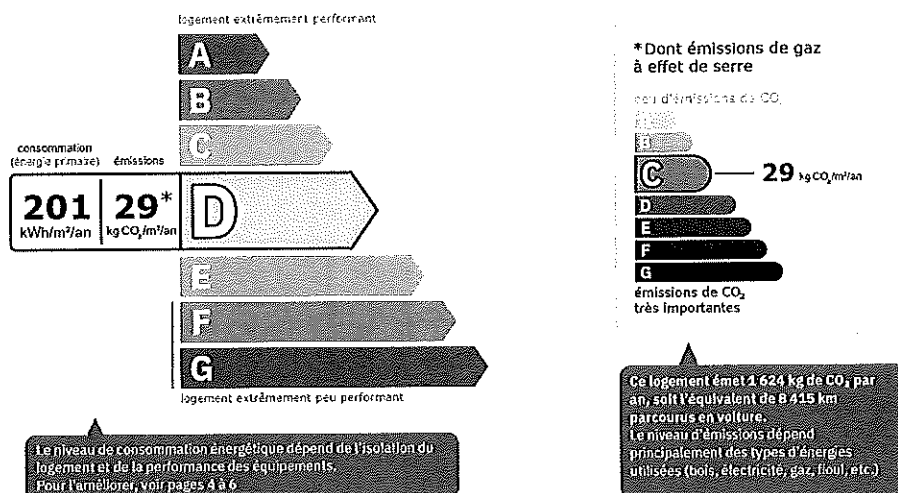 logement extrêmement performant
A
B
C
consommation
(énergie primaire)
émissions
201
kWh/m²/an
29*
kg CO₂/m²/an
D
E
F
G
logement extrêmement peu performant
Le niveau de consommation énergétique dépend de l'isolation du
logement et de la performance des équipements.
Pour l'améliorer, voir pages 4 à 6
*Dont émissions de gaz
à effet de serre
peu d'émissions de CO₂
B
C
29 kg CO₂/m²/an
D
E
F
G
émissions de CO₂
très importantes
Ce logement émet 1 624 kg de CO₂ par
an, soit l'équivalent de 8 415 km
parcourus en voiture.
Le niveau d'émissions dépend
principalement des types d'énergies
utilisées (bois, électricité, gaz, fioul, etc.)